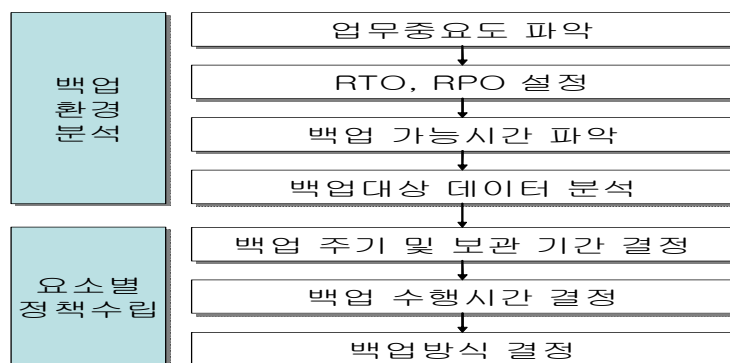 백업
환경
분석
업무중요도 파악
RTO, RPO 설정
백업 가능시간 파악
백업대상 데이터 분석
요소별
정책수립
백업 주기 및 보관 기간 결정
백업 수행시간 결정
백업방식 결정